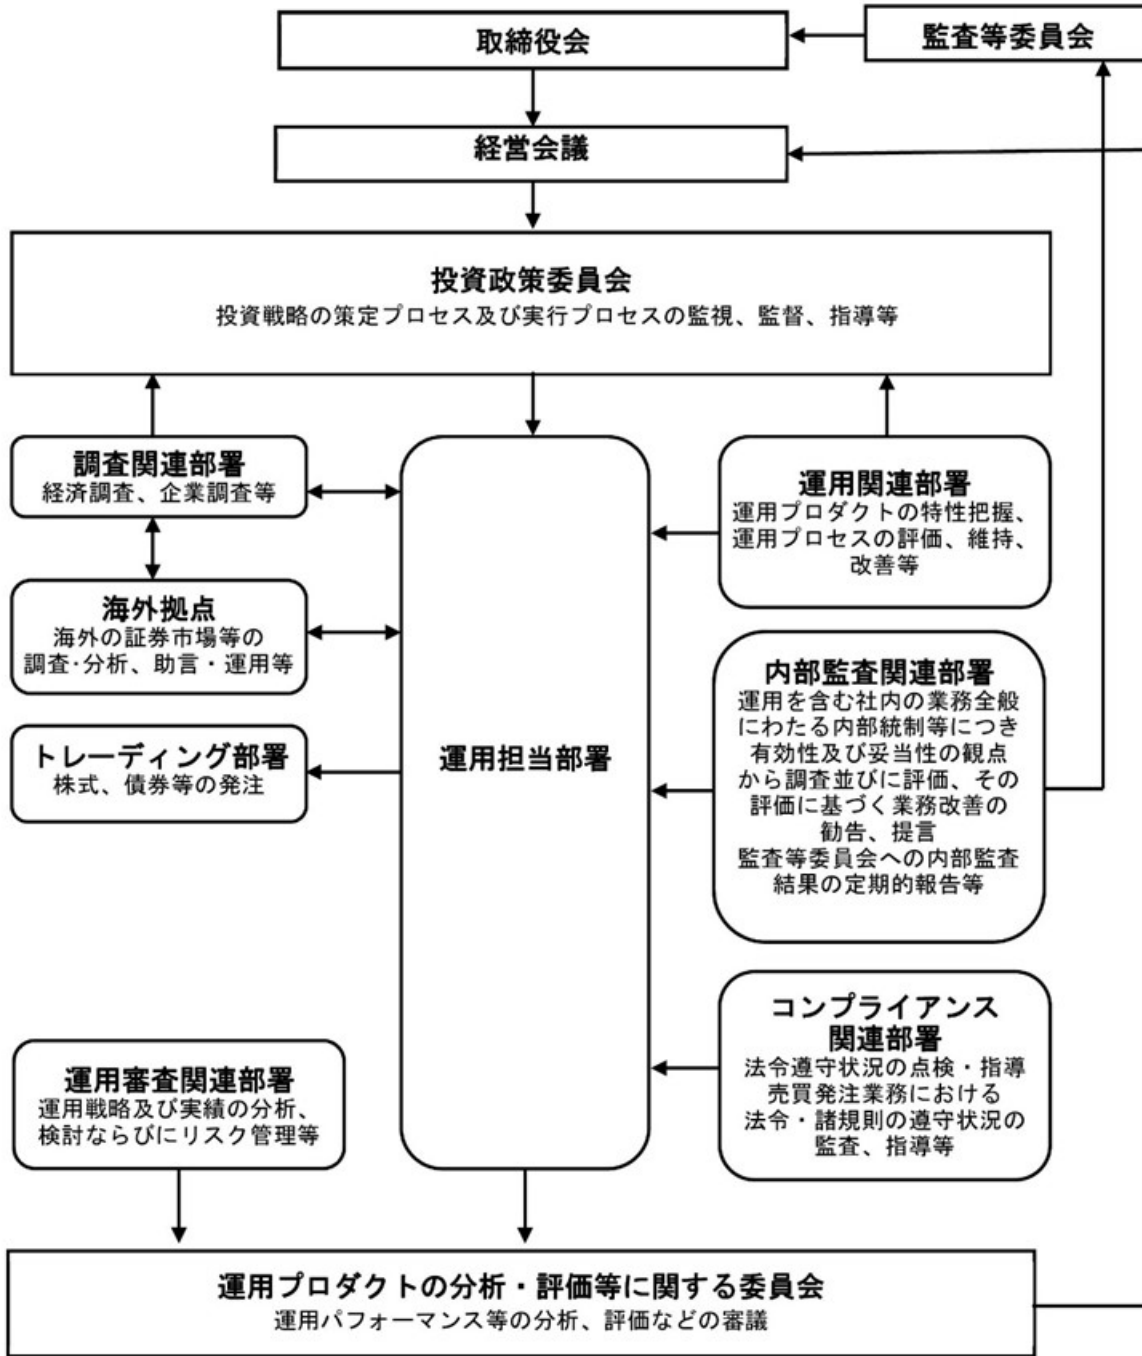 取締役会
監査等委員会
経営会議
投資政策委員会
投資戦略の策定プロセス及び実行プロセスの監視、監督、指導等
調査関連部署
経済調査、企業調査等
海外拠点
海外の証券市場等の
調査・分析、助言・運用等
トレーディング部署
株式、債券等の発注
運用担当部署
運用関連部署
運用プロダクトの特性把握、
運用プロセスの評価、維持、
改善等
内部監査関連部署
運用を含む社内の業務全般
にわたる内部統制等につき
有効性及び妥当性の観点
から調査並びに評価、その
評価に基づく業務改善の
勧告、提言
監査等委員会への内部監査
結果の定期的報告等
コンプライアンス
関連部署
法令遵守状況の点検・指導
売買発注業務における
法令・諸規則の遵守状況の
監査、指導等
運用審査関連部署
運用戦略及び実績の分析、
検討ならびにリスク管理等
運用プロダクトの分析・評価等に関する委員会
運用パフォーマンス等の分析、評価などの審議